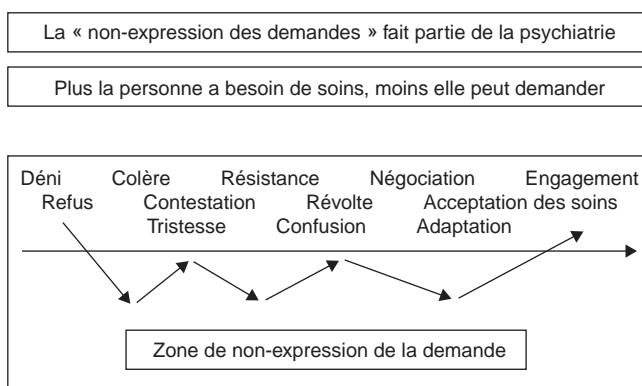 La « non-expression des demandes » fait partie de la psychiatrie
Plus la personne a besoin de soins, moins elle peut demander
Déni Colère Résistance Négociation Engagement
Refus Contestation Révolte Acceptation des soins
Tristesse Confusion Adaptation
Zone de non-expression de la demande